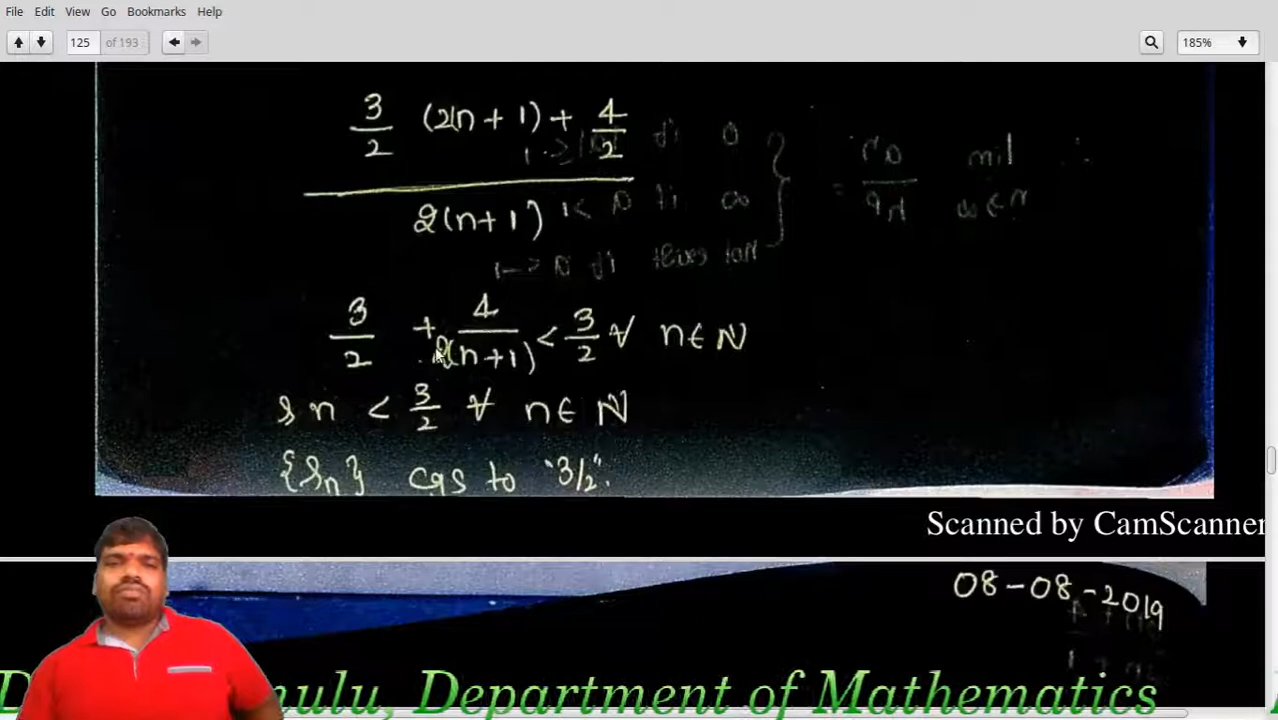 File Edit View Go Bookmarks Help
125 of 193 185%
3/2 (2(n + 1) + 4/2
2(n+1)
3/2 + 4/2(n+1) < 3/2 ∀ n ∈ N
sn < 3/2 ∀ n ∈ N
{Sn} cgs to "3/2".
Scanned by CamScanner
08-08-2019
mulu, Department of Mathematics